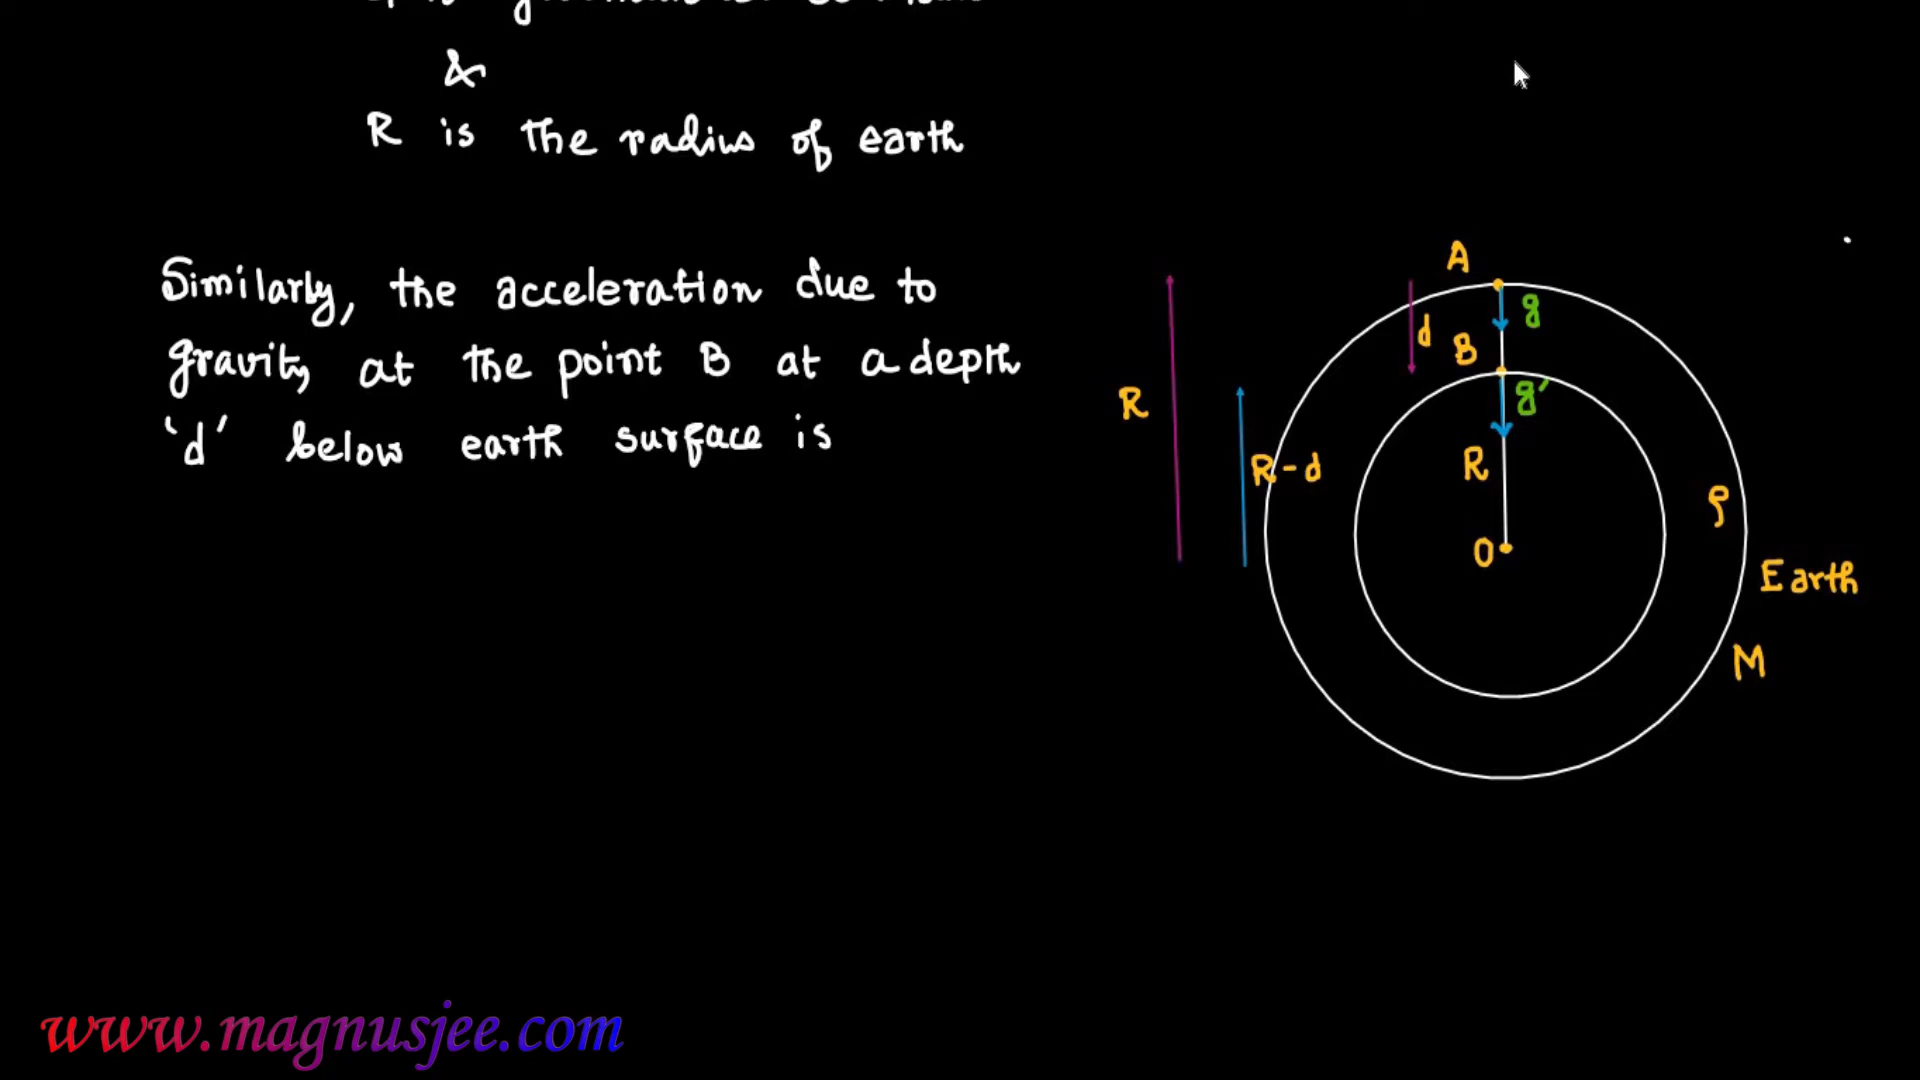 &
R is the radius of earth
Similarly, the acceleration due to
gravity at the point B at a depth
'd' below earth surface is
A
g
d
B
R
g'
R-d
R
ρ
O
Earth
M
www.magnusjee.com